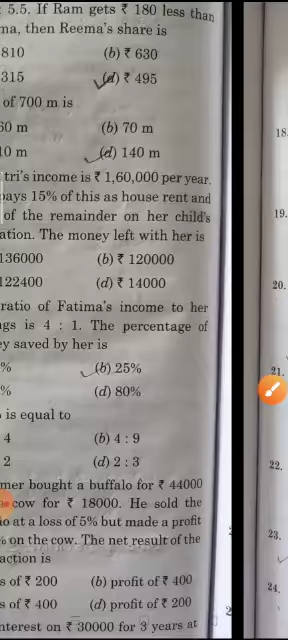 : 5.5. If Ram gets ₹ 180 less than
ma, then Reema's share is
810 (b) ₹ 630
315 (d) ₹ 495
of 700 m is
60 m (b) 70 m
10 m (d) 140 m
tri's income is ₹ 1,60,000 per year.
pays 15% of this as house rent and
of the remainder on her child's
ation. The money left with her is
136000 (b) ₹ 120000
122400 (d) ₹ 14000
ratio of Fatima's income to her
ngs is 4 : 1. The percentage of
ey saved by her is
% (b) 25%
% (d) 80%
is equal to
4 (b) 4 : 9
2 (d) 2 : 3
mer bought a buffalo for ₹ 44000
cow for ₹ 18000. He sold the
lo at a loss of 5% but made a profit
% on the cow. The net result of the
action is
s of ₹ 200 (b) profit of ₹ 400
s of ₹ 400 (d) profit of ₹ 200
nterest on ₹ 30000 for 3 years at
18.
19.
20.
21.
22.
23.
24.